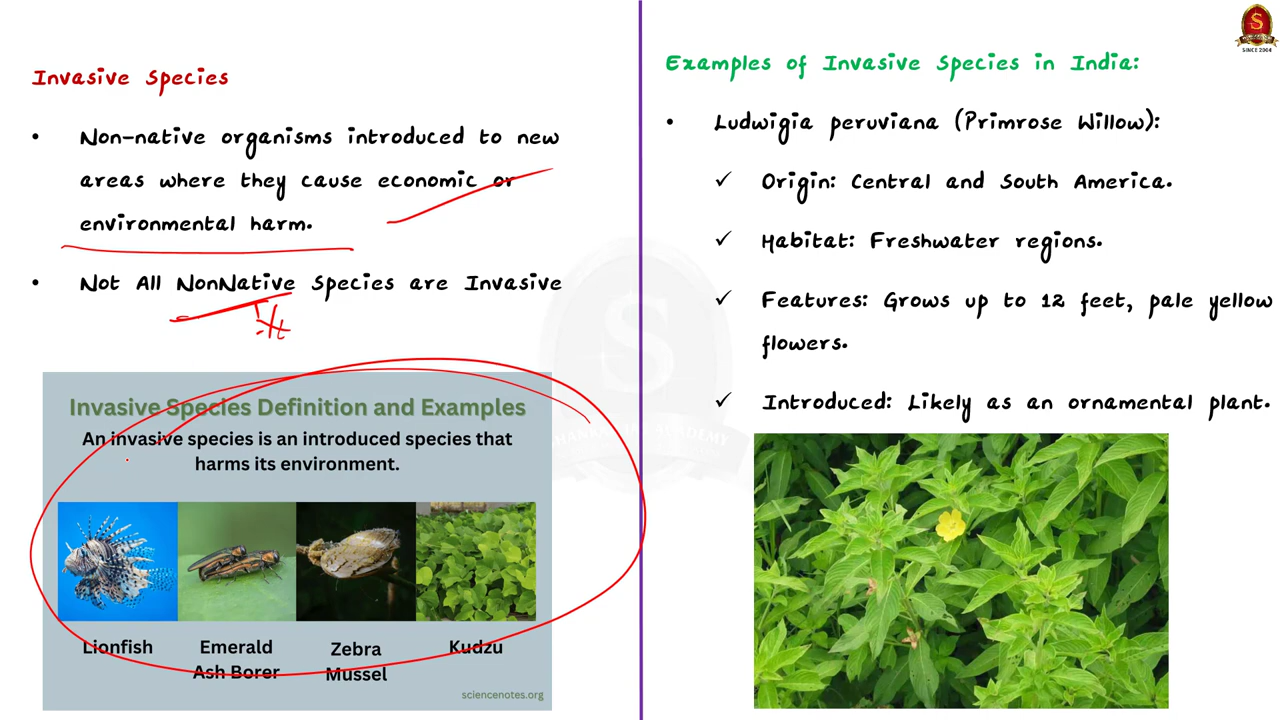 Invasive Species
• Non-native organisms introduced to new
areas where they cause economic or
environmental harm.
• Not All NonNative Species are Invasive
Invasive Species Definition and Examples
An invasive species is an introduced species that
harms its environment.
Lionfish
Emerald
Ash Borer
Zebra
Mussel
Kudzu
sciencenotes.org
Examples of Invasive Species in India:
• Ludwigia peruviana (Primrose Willow):
✓ Origin: Central and South America.
✓ Habitat: Freshwater regions.
✓ Features: Grows up to 12 feet, pale yellow
flowers.
✓ Introduced: Likely as an ornamental plant.
S
SINCE 2004